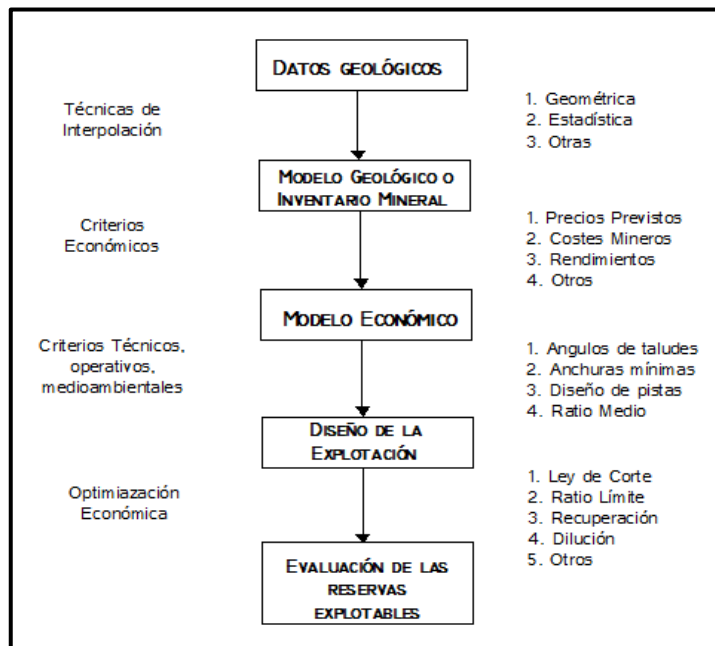 DATOS GEOLÓGICOS
Técnicas de
Interpolación
1. Geométrica
2. Estadística
3. Otras
MODELO GEOLÓGICO O
INVENTARIO MINERAL
Criterios
Económicos
1. Precios Previstos
2. Costes Mineros
3. Rendimientos
4. Otros
MODELO ECONÓMICO
Criterios Técnicos,
operativos,
medioambientales
1. Angulos de taludes
2. Anchuras mínimas
3. Diseño de pistas
4. Ratio Medio
DISEÑO DE LA
EXPLOTACIÓN
Optimiazación
Económica
1. Ley de Corte
2. Ratio Límite
3. Recuperación
4. Dilución
5. Otros
EVALUACIÓN DE LAS
RESERVAS
EXPLOTABLES